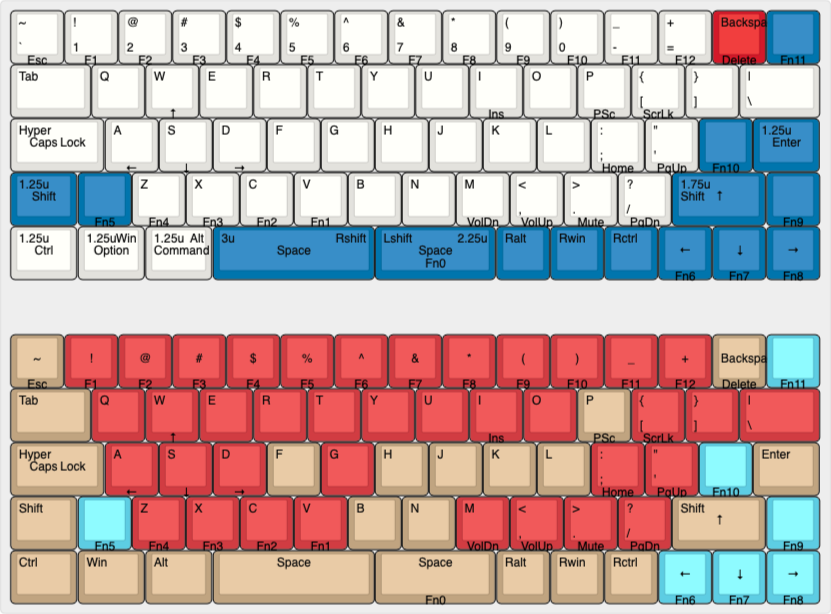 ~ ! @ # $ % ^ & * ( ) _ + Backspa
` 1 2 3 4 5 6 7 8 9 0 - =
Esc F1 F2 F3 F4 F5 F6 F7 F8 F9 F10 F11 F12 Delete Fn11
Tab Q W E R T Y U I O P { } |
[ ] \
↑ Ins PSc ScrLk
Hyper A S D F G H J K L : " 1.25u
Caps Lock Enter
; '
← ↓ → Home PgUp Fn10
1.25u Z X C V B N M < > ? 1.75u
Shift Shift ↑
, . /
Fn5 Fn4 Fn3 Fn2 Fn1 VolDn VolUp Mute PgDn Fn9
1.25u 1.25uWin 1.25u Alt 3u Rshift Lshift 2.25u Ralt Rwin Rctrl
Ctrl Option Command Space Space ← ↓ →
Fn0
Fn6 Fn7 Fn8
~ ! @ # $ % ^ & * ( ) _ + Backspa
Esc F1 F2 F3 F4 F5 F6 F7 F8 F9 F10 F11 F12 Delete Fn11
Tab Q W E R T Y U I O P { } |
[ ] \
↑ Ins PSc ScrLk
Hyper A S D F G H J K L : " Enter
Caps Lock
; '
← ↓ → Home PgUp Fn10
Shift Z X C V B N M < > ? Shift
↑
, . /
Fn5 Fn4 Fn3 Fn2 Fn1 VolDn VolUp Mute PgDn Fn9
Ctrl Win Alt Space Space Ralt Rwin Rctrl
← ↓ →
Fn0 Fn6 Fn7 Fn8